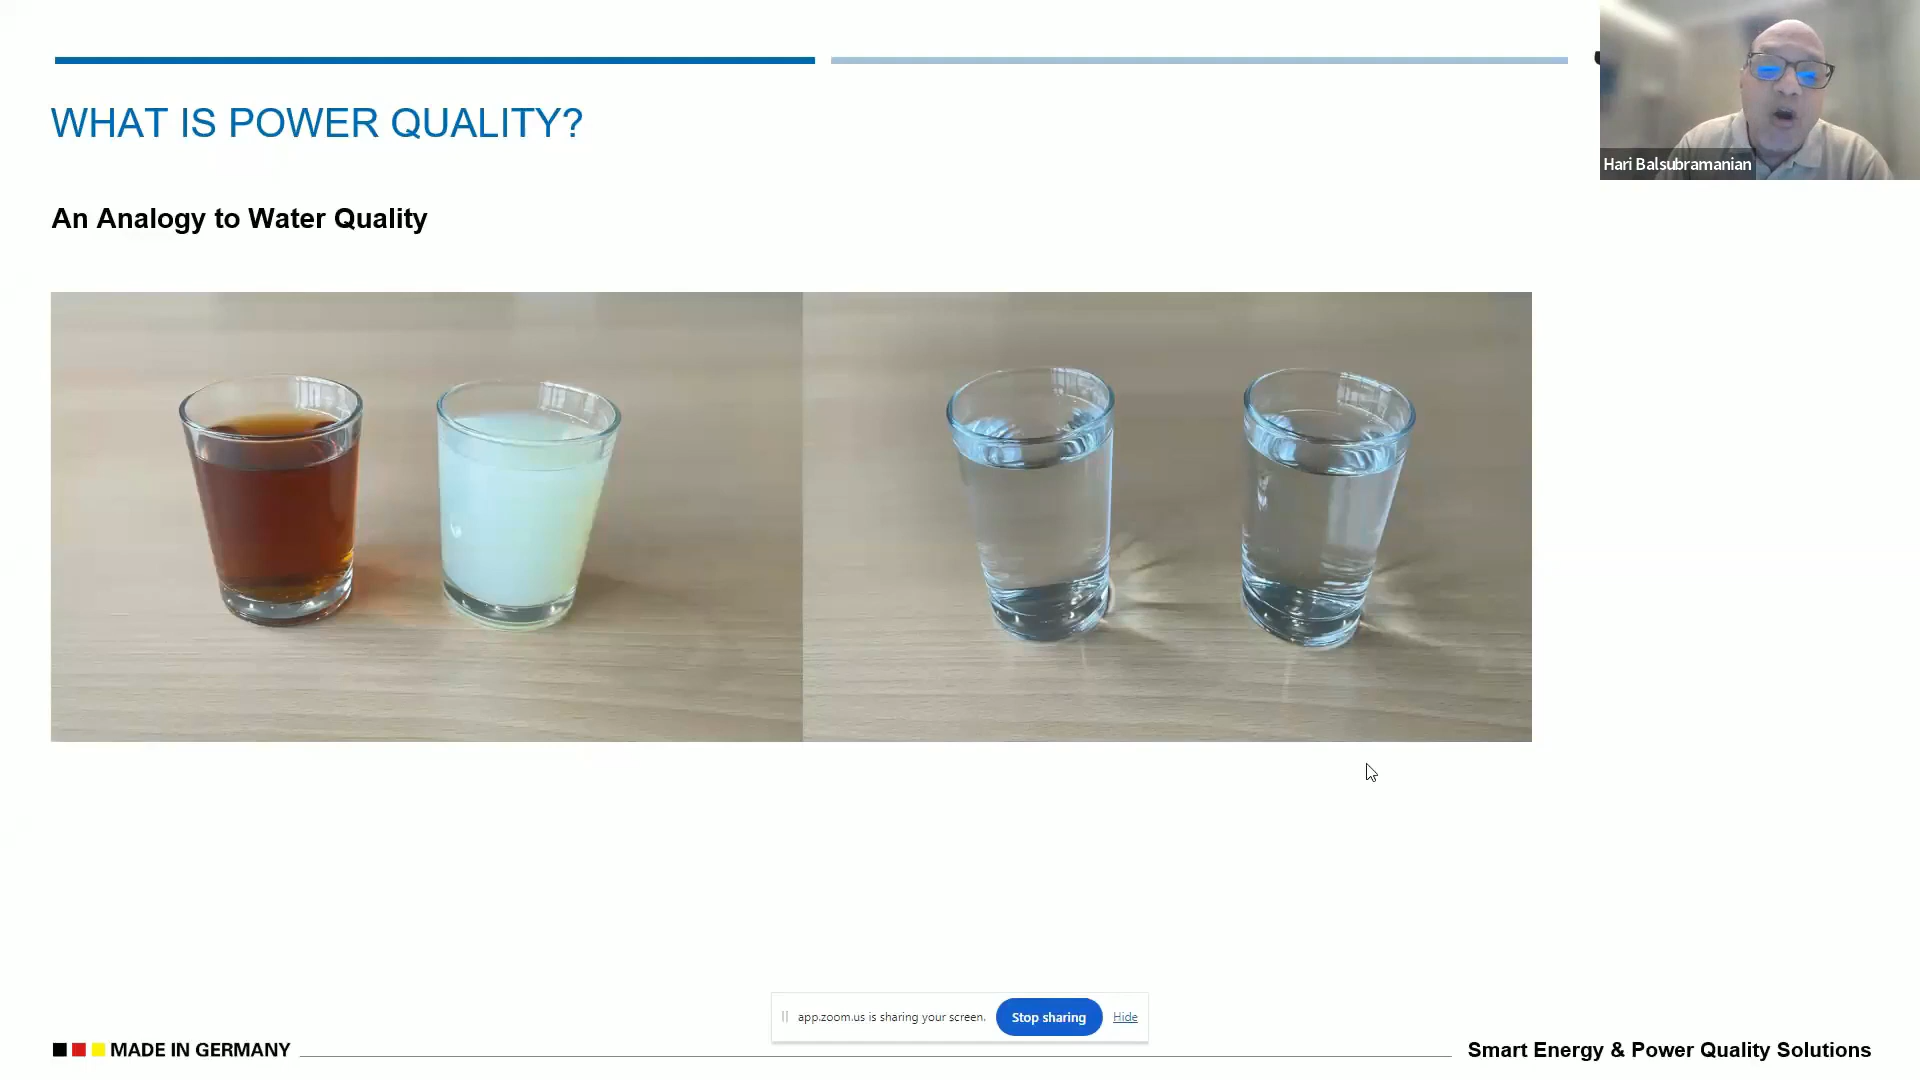 WHAT IS POWER QUALITY?
Hari Balsubramanian
An Analogy to Water Quality
app.zoom.us is sharing your screen.
Stop sharing
Hide
MADE IN GERMANY
Smart Energy & Power Quality Solutions